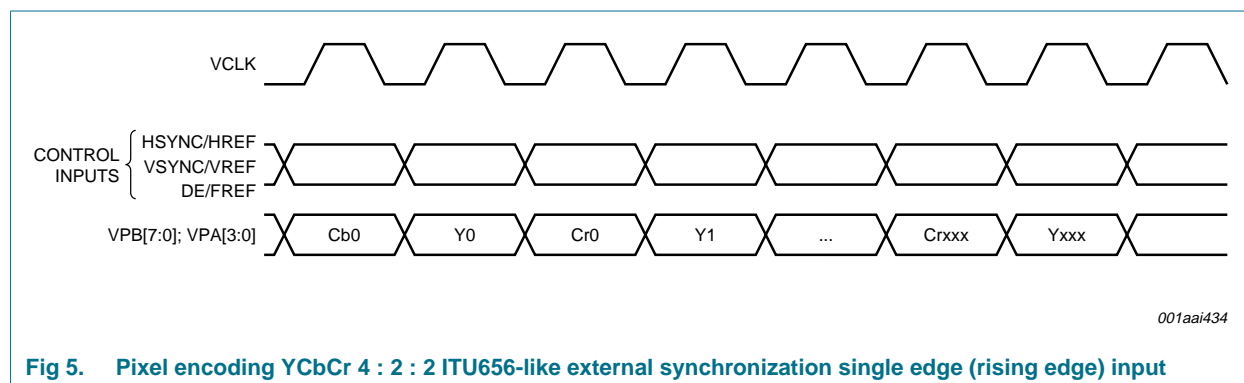 VCLK
CONTROL
INPUTS
HSYNC/HREF
VSYNC/VREF
DE/FREF
VPB[7:0]; VPA[3:0]
Cb0 Y0 Cr0 Y1 ... Crxxx Yxxx
001aai434
Fig 5. Pixel encoding YCbCr 4 : 2 : 2 ITU656-like external synchronization single edge (rising edge) input